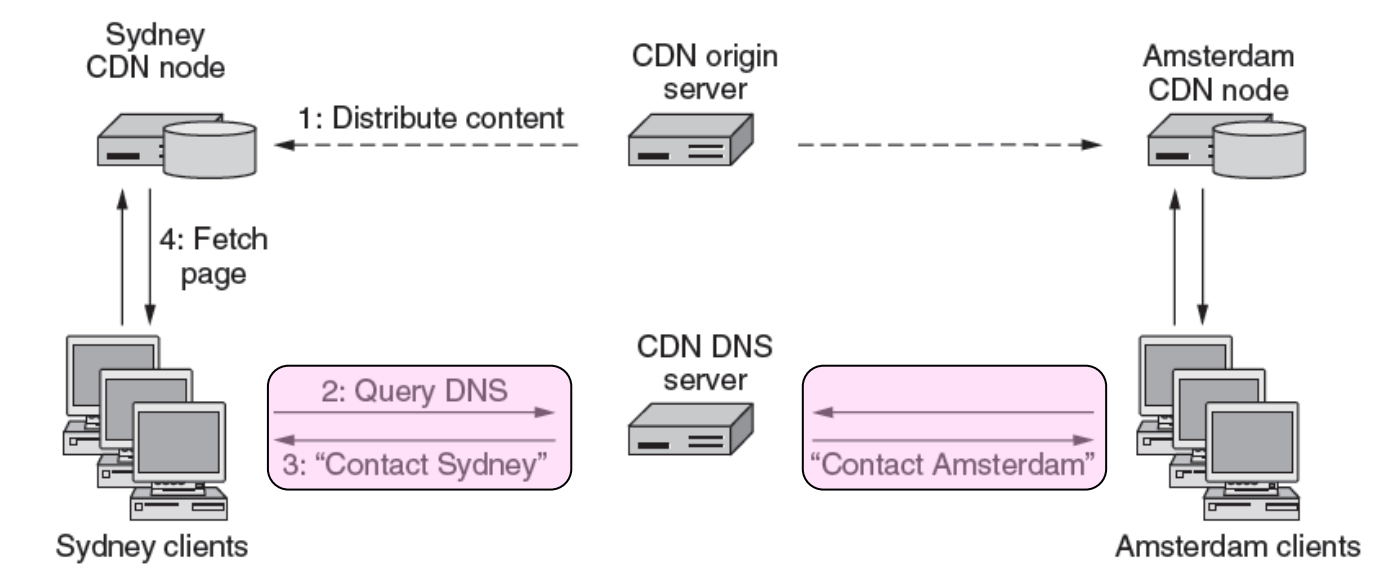 Sydney
CDN node
CDN origin
server
Amsterdam
CDN node
1: Distribute content
4: Fetch
page
CDN DNS
server
2: Query DNS
3: “Contact Sydney”
“Contact Amsterdam”
Sydney clients
Amsterdam clients